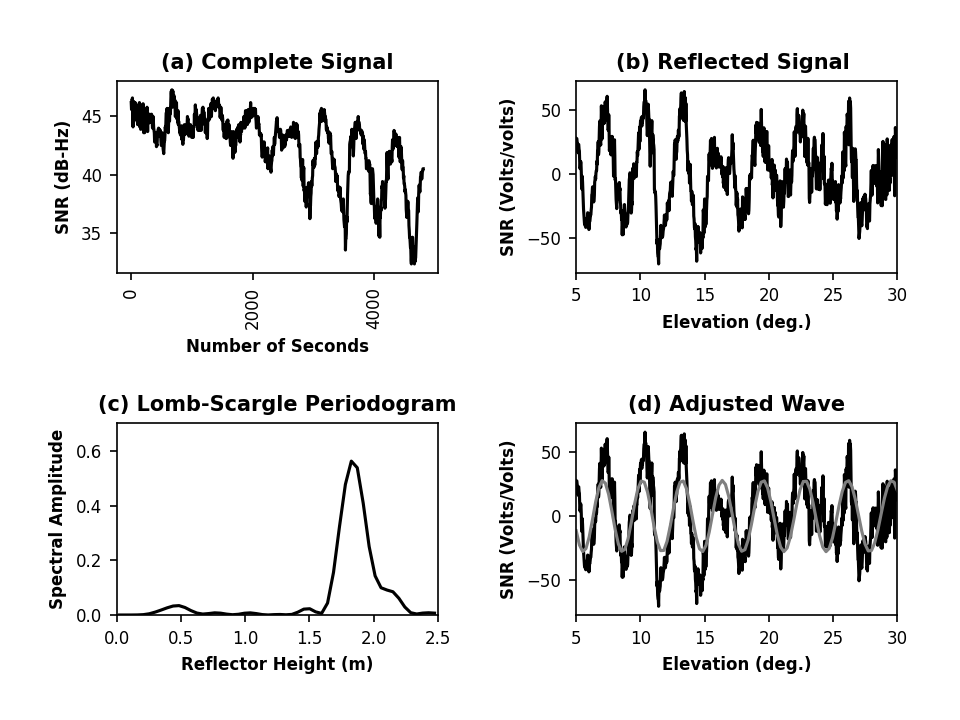 (a) Complete Signal
45
40
35
SNR (dB-Hz)
0
2000
4000
Number of Seconds
(b) Reflected Signal
50
0
−50
SNR (Volts/volts)
5 10 15 20 25 30
Elevation (deg.)
(c) Lomb-Scargle Periodogram
0.6
0.4
0.2
0.0
Spectral Amplitude
0.0 0.5 1.0 1.5 2.0 2.5
Reflector Height (m)
(d) Adjusted Wave
50
0
−50
SNR (Volts/Volts)
5 10 15 20 25 30
Elevation (deg.)